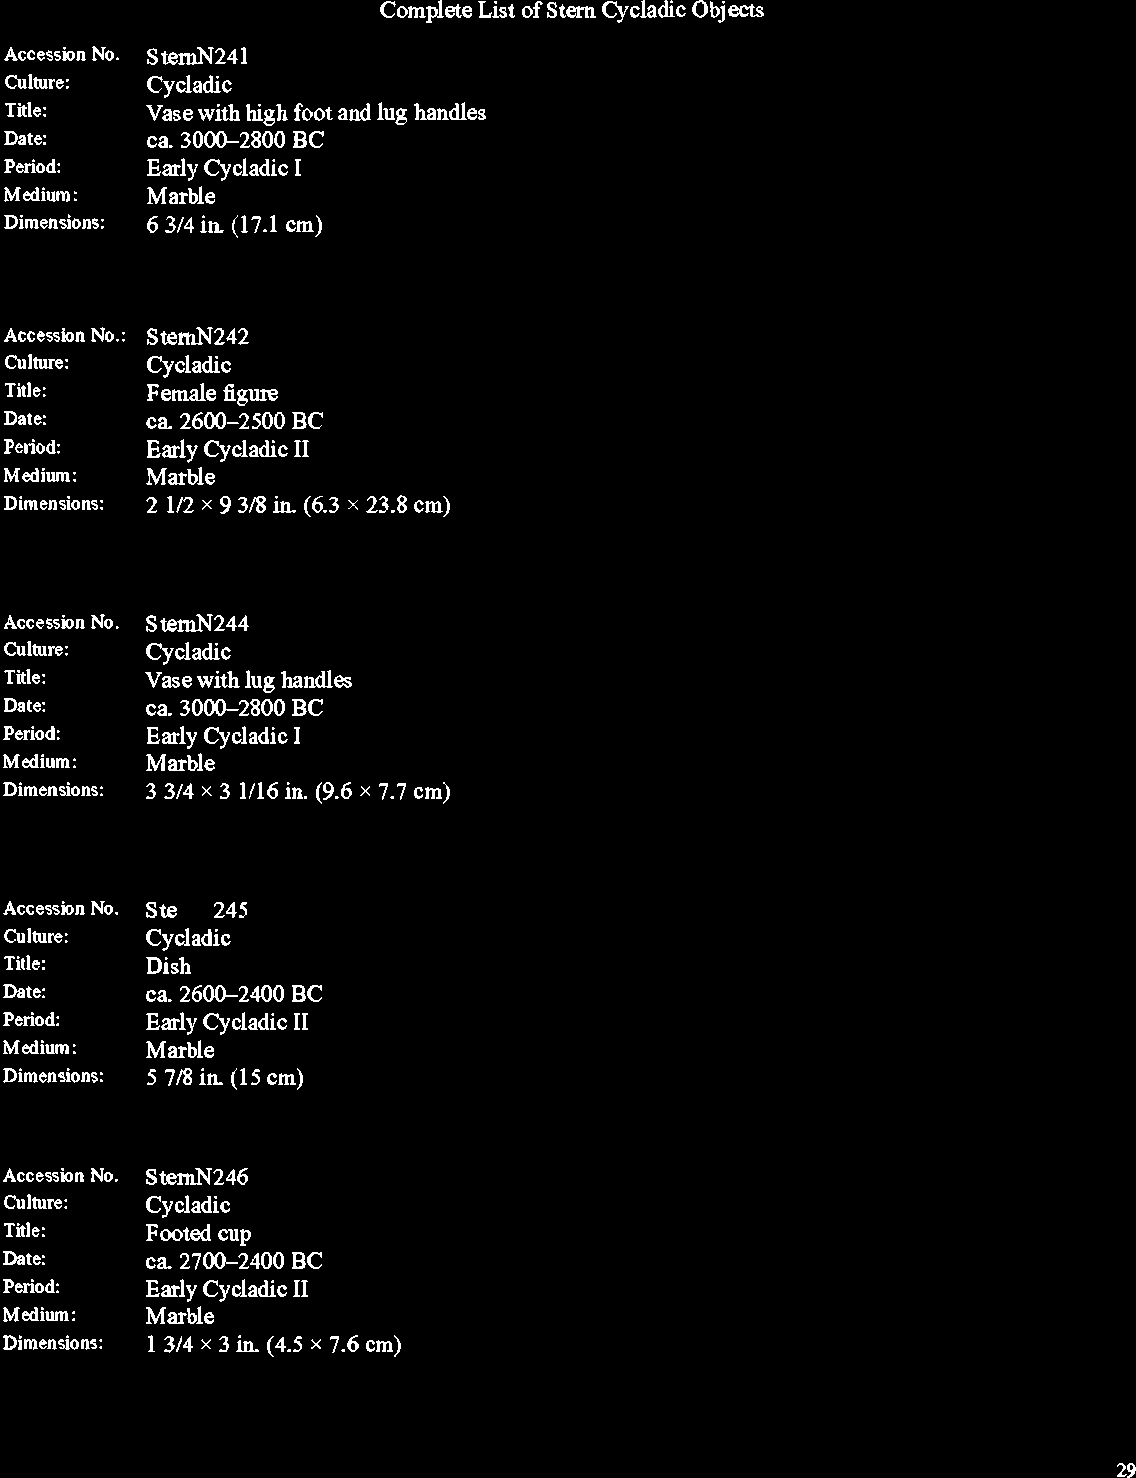 Complete List of Stern Cycladic Objects
Accession No. SternN241
Culture: Cycladic
Title: Vase with high foot and lug handles
Date: ca. 3000–2800 BC
Period: Early Cycladic I
Medium: Marble
Dimensions: 6 3/4 in. (17.1 cm)
Accession No.: SternN242
Culture: Cycladic
Title: Female figure
Date: ca. 2600–2500 BC
Period: Early Cycladic II
Medium: Marble
Dimensions: 2 1/2 × 9 3/8 in. (6.3 × 23.8 cm)
Accession No. SternN244
Culture: Cycladic
Title: Vase with lug handles
Date: ca. 3000–2800 BC
Period: Early Cycladic I
Medium: Marble
Dimensions: 3 3/4 × 3 1/16 in. (9.6 × 7.7 cm)
Accession No. Ste 245
Culture: Cycladic
Title: Dish
Date: ca. 2600–2400 BC
Period: Early Cycladic II
Medium: Marble
Dimensions: 5 7/8 in. (15 cm)
Accession No. SternN246
Culture: Cycladic
Title: Footed cup
Date: ca. 2700–2400 BC
Period: Early Cycladic II
Medium: Marble
Dimensions: 1 3/4 × 3 in. (4.5 × 7.6 cm)
29